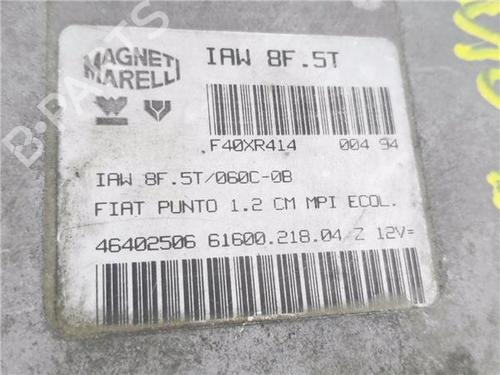 MAGNETI
MARELLI
IAW 8F.5T
F40XR414 004 94
IAW 8F.5T/060C-0B
FIAT PUNTO 1.2 CM MPI ECOL.
46402506 61600.218.04 Z 12V=
B-PARTS